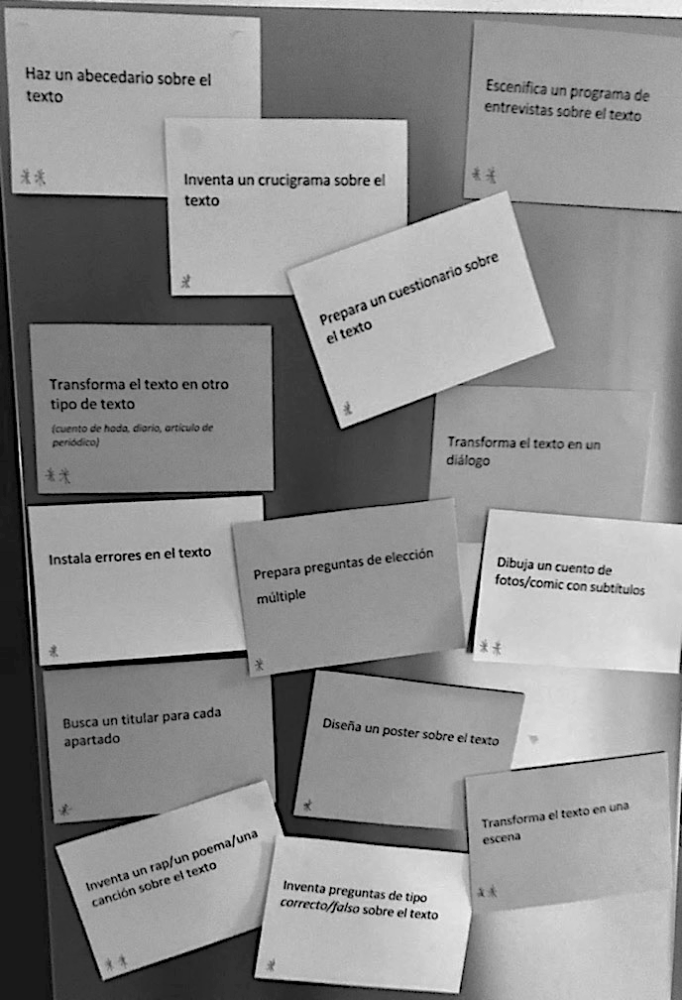 Haz un abecedario sobre el
texto
Escenifica un programa de
entrevistas sobre el texto
Inventa un crucigrama sobre el
texto
Prepara un cuestionario sobre
el texto
Transforma el texto en otro
tipo de texto
(cuento de hada, diario, artículo de
periódico)
Transforma el texto en un
diálogo
Instala errores en el texto
Prepara preguntas de elección
múltiple
Dibuja un cuento de
fotos/comic con subtítulos
Busca un titular para cada
apartado
Diseña un poster sobre el texto
Transforma el texto en una
escena
Inventa un rap/un poema/una
canción sobre el texto
Inventa preguntas de tipo
correcto/falso sobre el texto